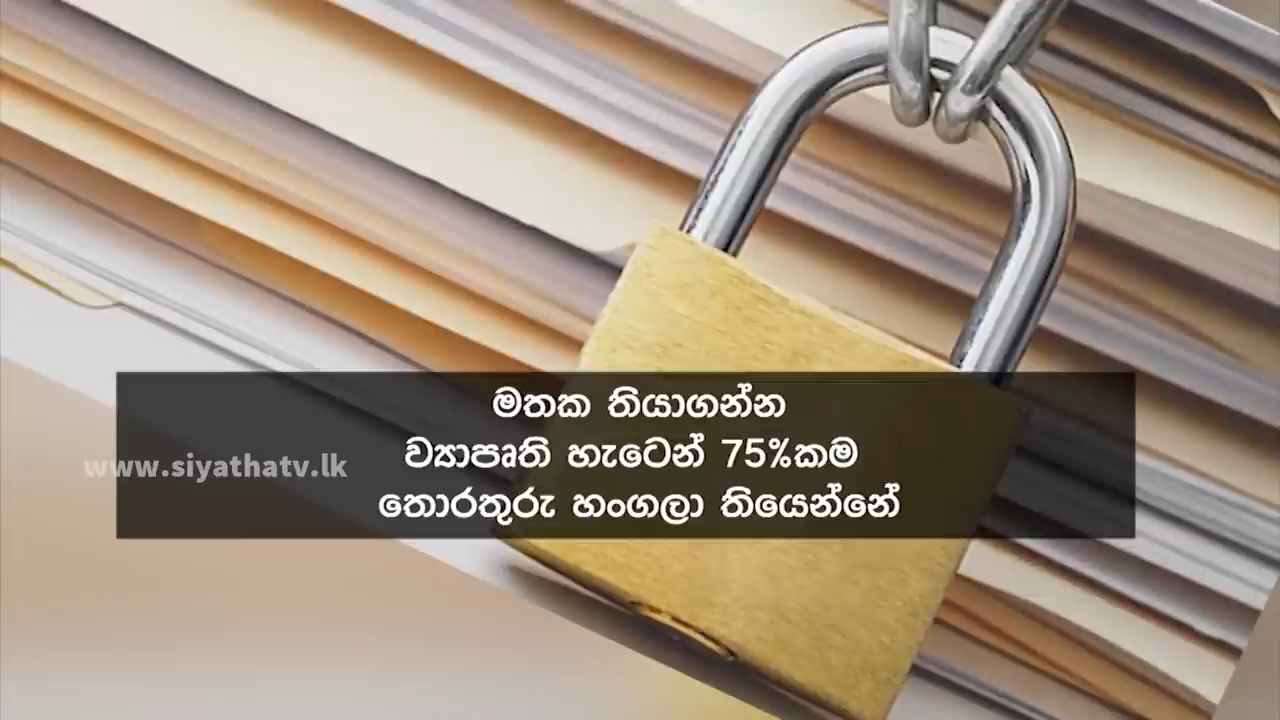 මතක තියාගන්න
ව්‍යාපෘති හැටෙන් 75%කම
www.siyathatv.lk
තොරතුරු හංගලා තියෙන්නේ